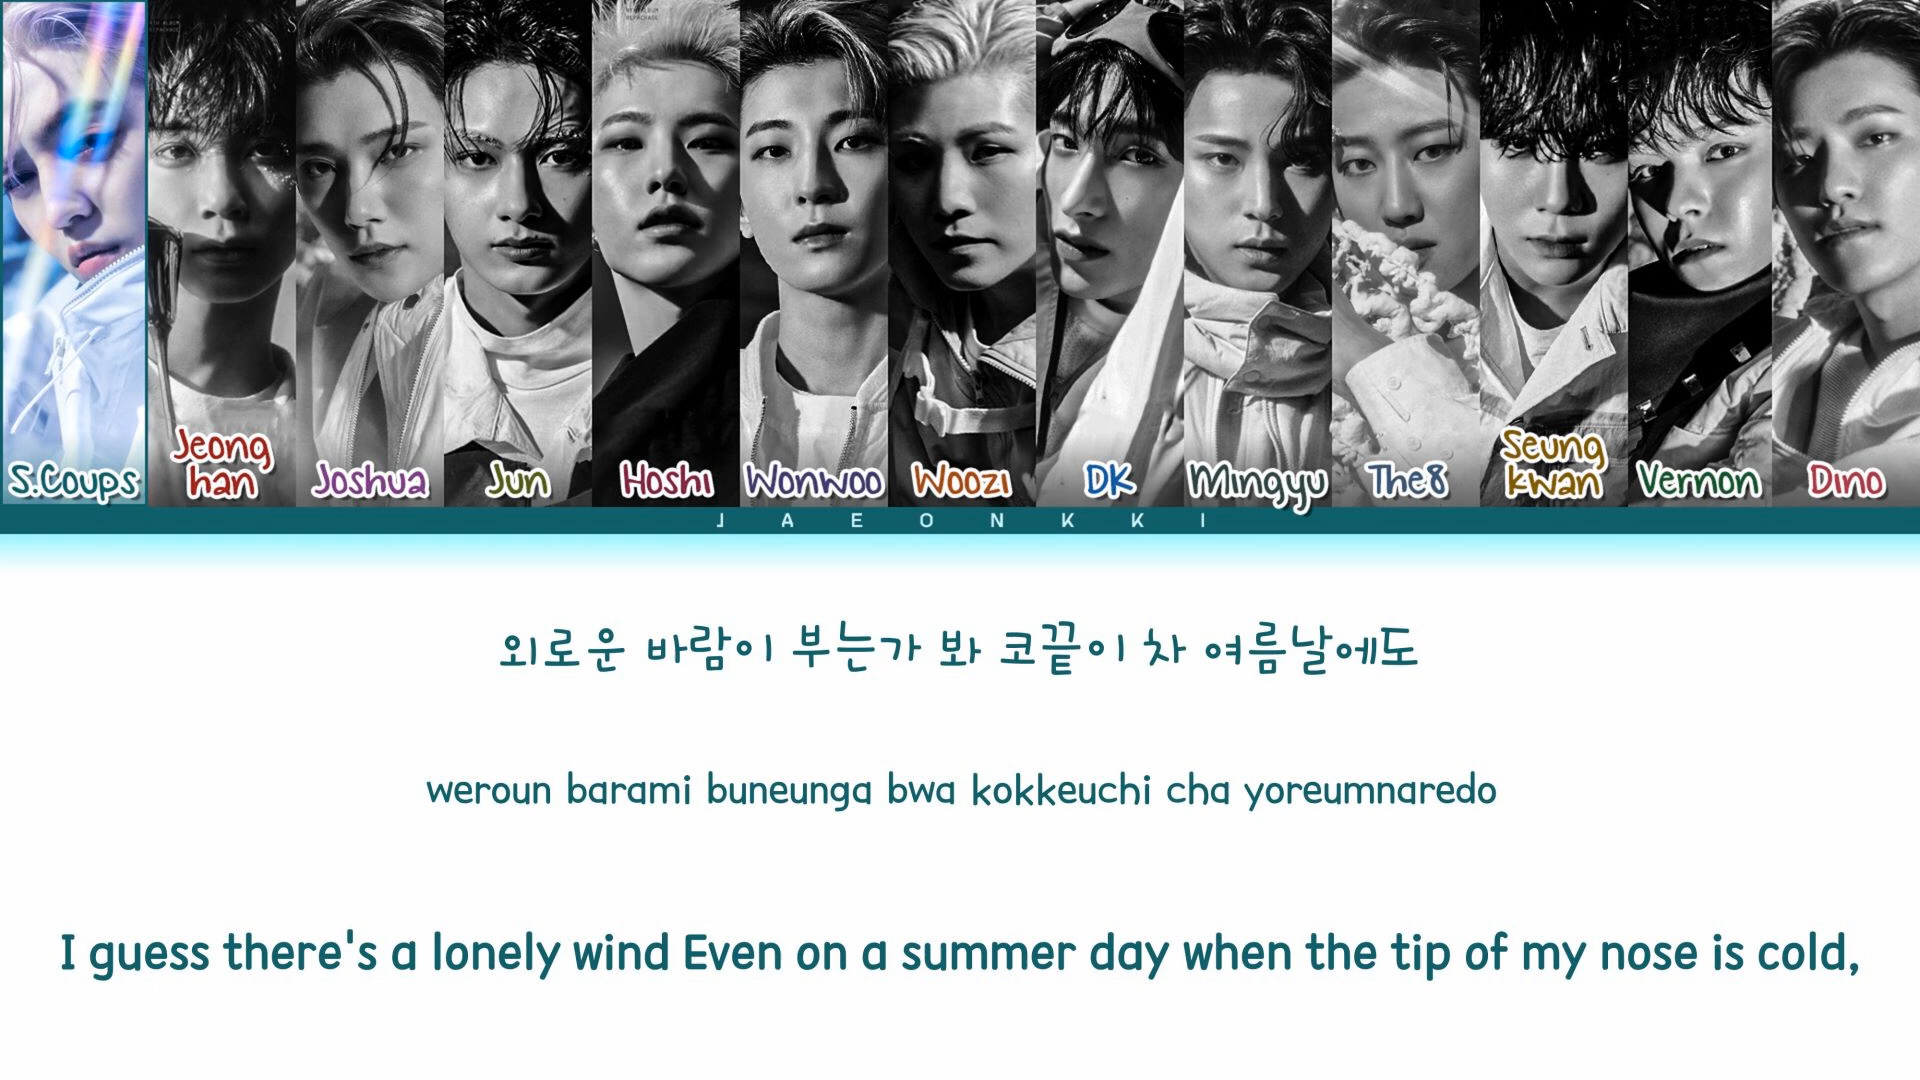 S.Coups
Jeong
han
Joshua
Jun
Hoshi
Wonwoo
Woozi
DK
Mingyu
The8
Seung
kwan
Vernon
Dino
JAEONKKI
외로운 바람이 부는가 봐 코끝이 차 여름날에도
weroun barami buneunga bwa kokkeuchi cha yoreumnaredo
I guess there's a lonely wind Even on a summer day when the tip of my nose is cold,